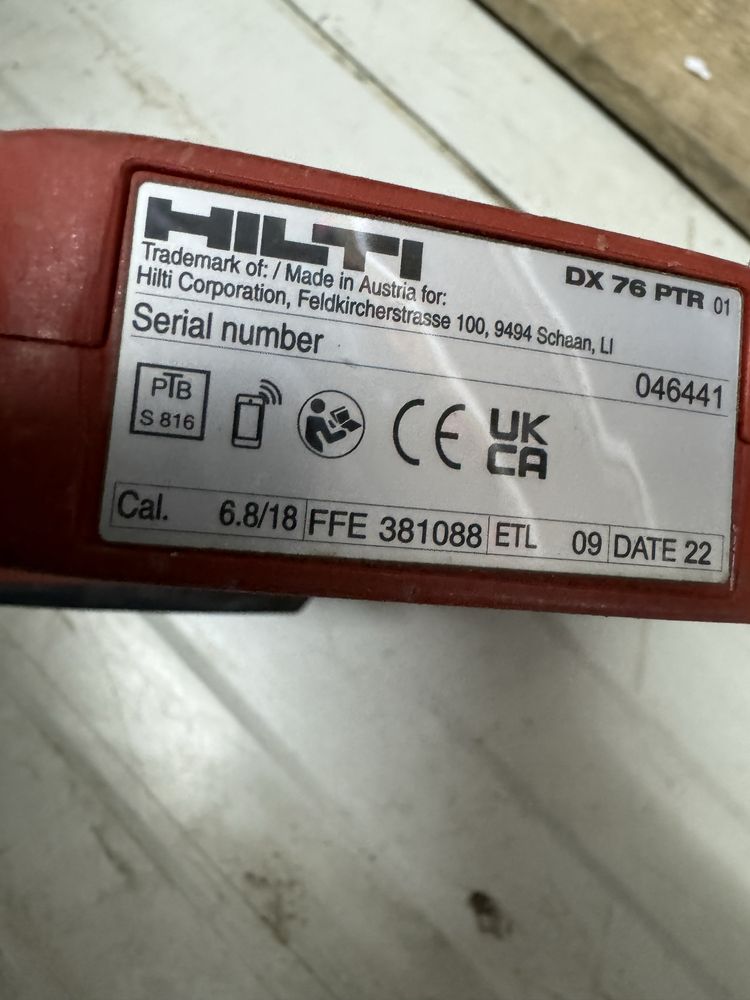 HILTI
DX 76 PTR 01
Trademark of: / Made in Austria for:
Hilti Corporation, Feldkircherstrasse 100, 9494 Schaan, LI
Serial number 046441
PTB
S 816
CE
UK
CA
Cal. 6.8/18 FFE 381088 ETL 09 DATE 22